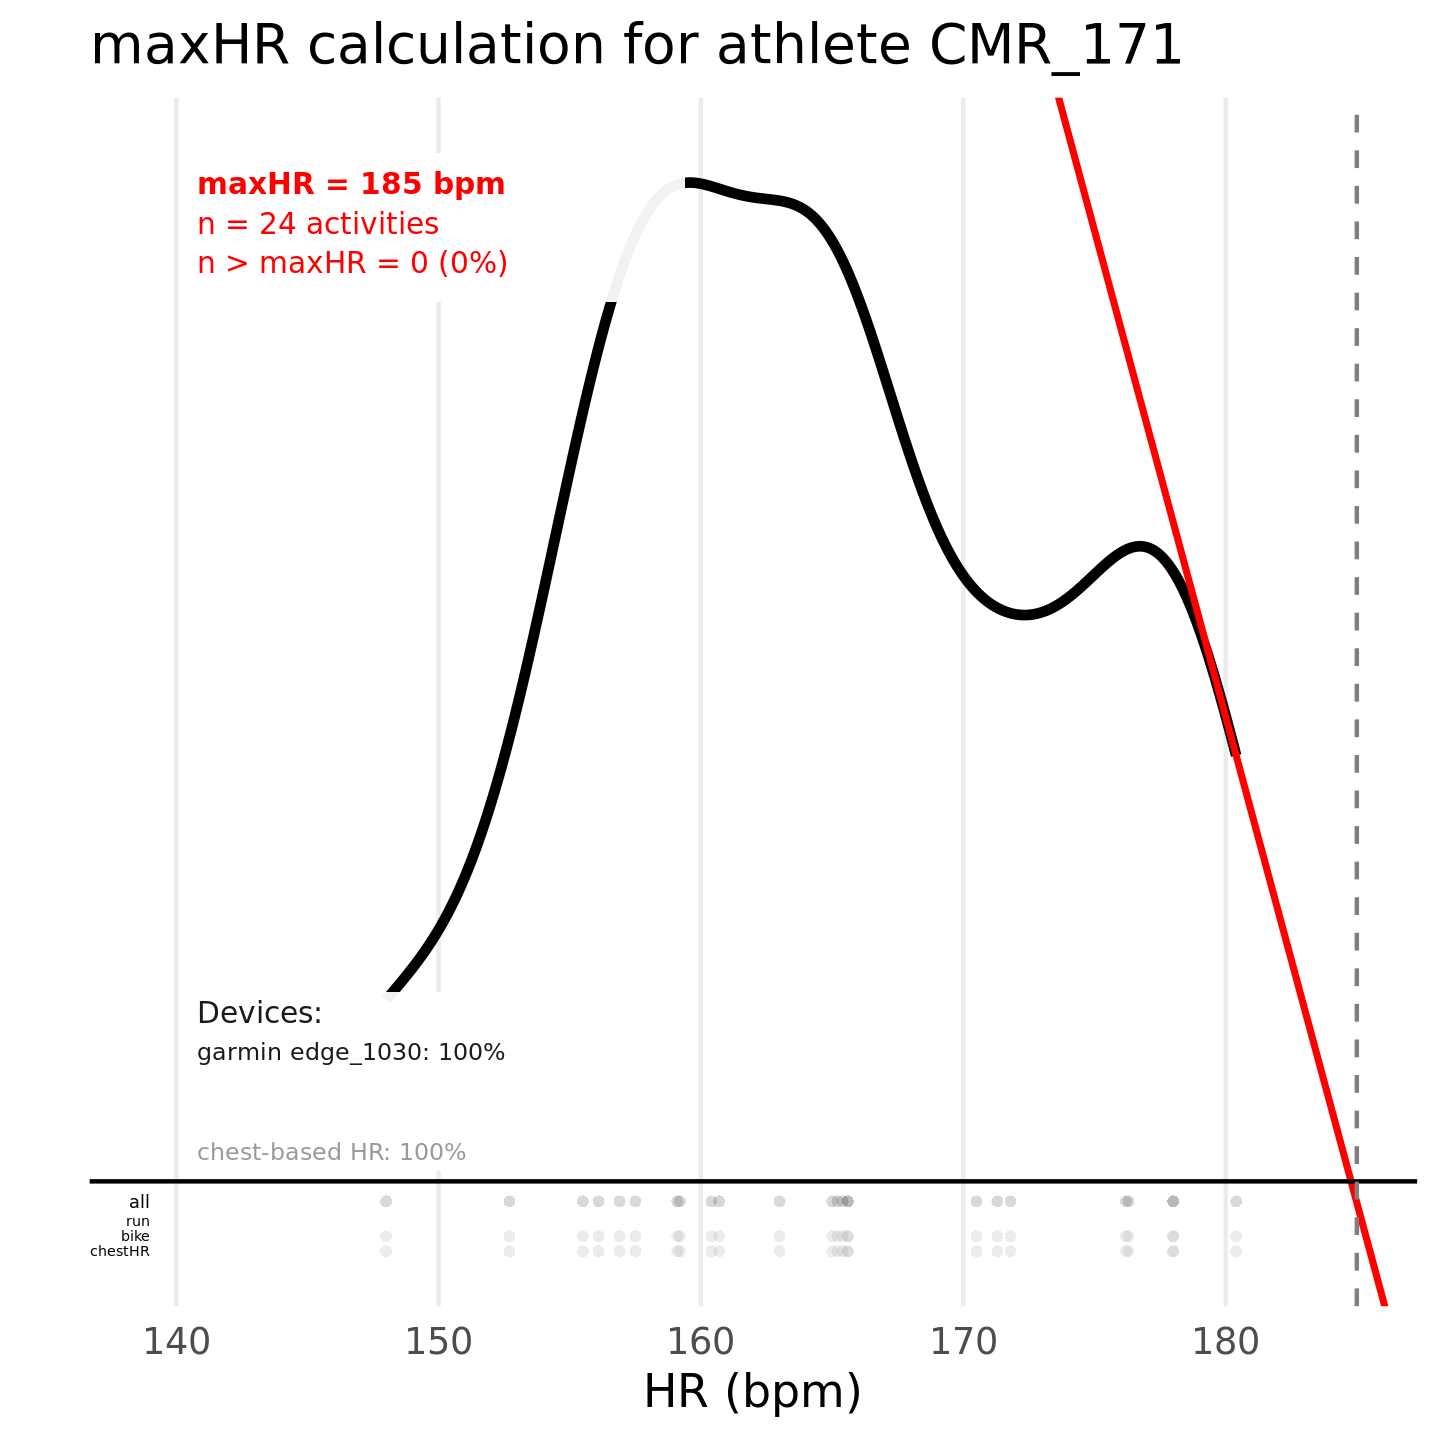 maxHR calculation for athlete CMR_171
maxHR = 185 bpm
n = 24 activities
n > maxHR = 0 (0%)
Devices:
garmin edge_1030: 100%
chest-based HR: 100%
all
run
bike
chestHR
140 150 160 170 180
HR (bpm)